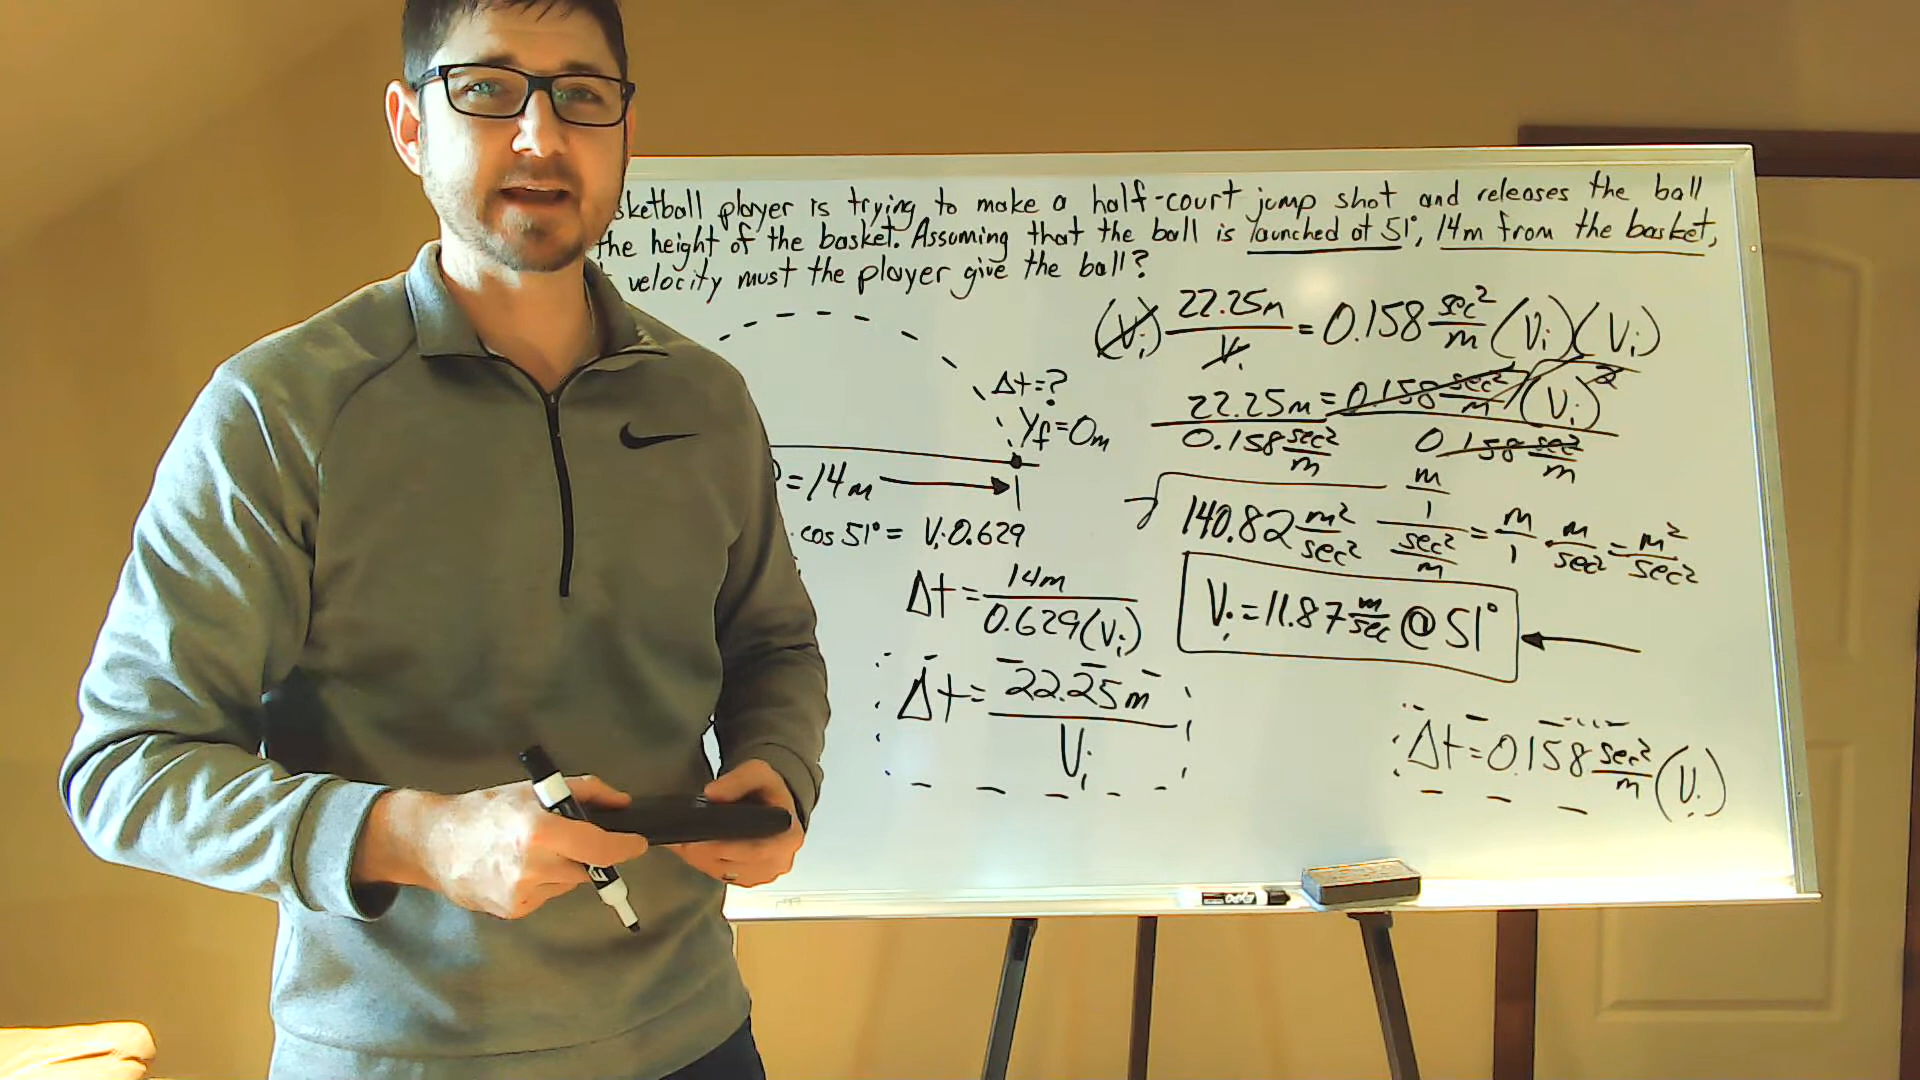 sketball player is trying to make a half-court jump shot and releases the ball
the height of the basket. Assuming that the ball is launched at 51°, 14m from the basket,
velocity must the player give the ball?
(Vi) 22.25m / Vi = 0.158 sec²/m (Vi)(Vi)
22.25m / 0.158 sec²/m = 0.158 sec²/m (Vi)² / 0.158 sec²/m
Δt=?
Yf=0m
=14m
cos 51° = Vi 0.629
140.82 m²/sec²
m/1 / sec²/m = m/1 · m/sec² = m²/sec²
Δt = 14m / 0.629(Vi)
Vi = 11.87 m/sec @ 51°
Δt = 22.25m / Vi
Δt = 0.158 sec²/m (Vi)